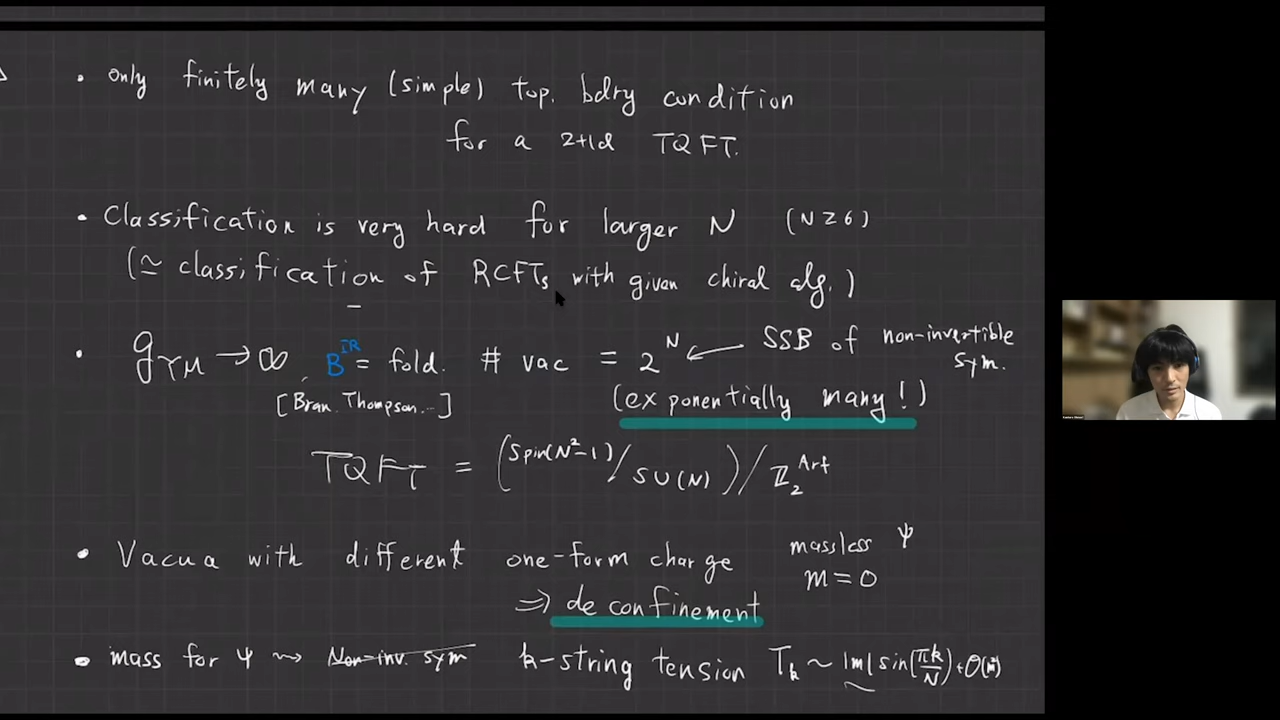 • only finitely many (simple) top. bdry condition
for a 2+1d TQFT.
• Classification is very hard for larger N (N≥6)
(≃ classification of RCFTs with given chiral alg.)
• g_YM → ∞, B^IR = fold. # vac = 2^N ← SSB of non-invertible sym.
[Bran. Thompson...] (exponentially many!)
TQFT = (Spin(N²-1)/SU(N))//Z₂^Arf
• Vacua with different one-form charge massless ψ
⇒ deconfinement m=0
• mass for ψ ⇝ Non-inv. sym k-string tension T_k ~ |m| sin(πk/N) + O(m²)